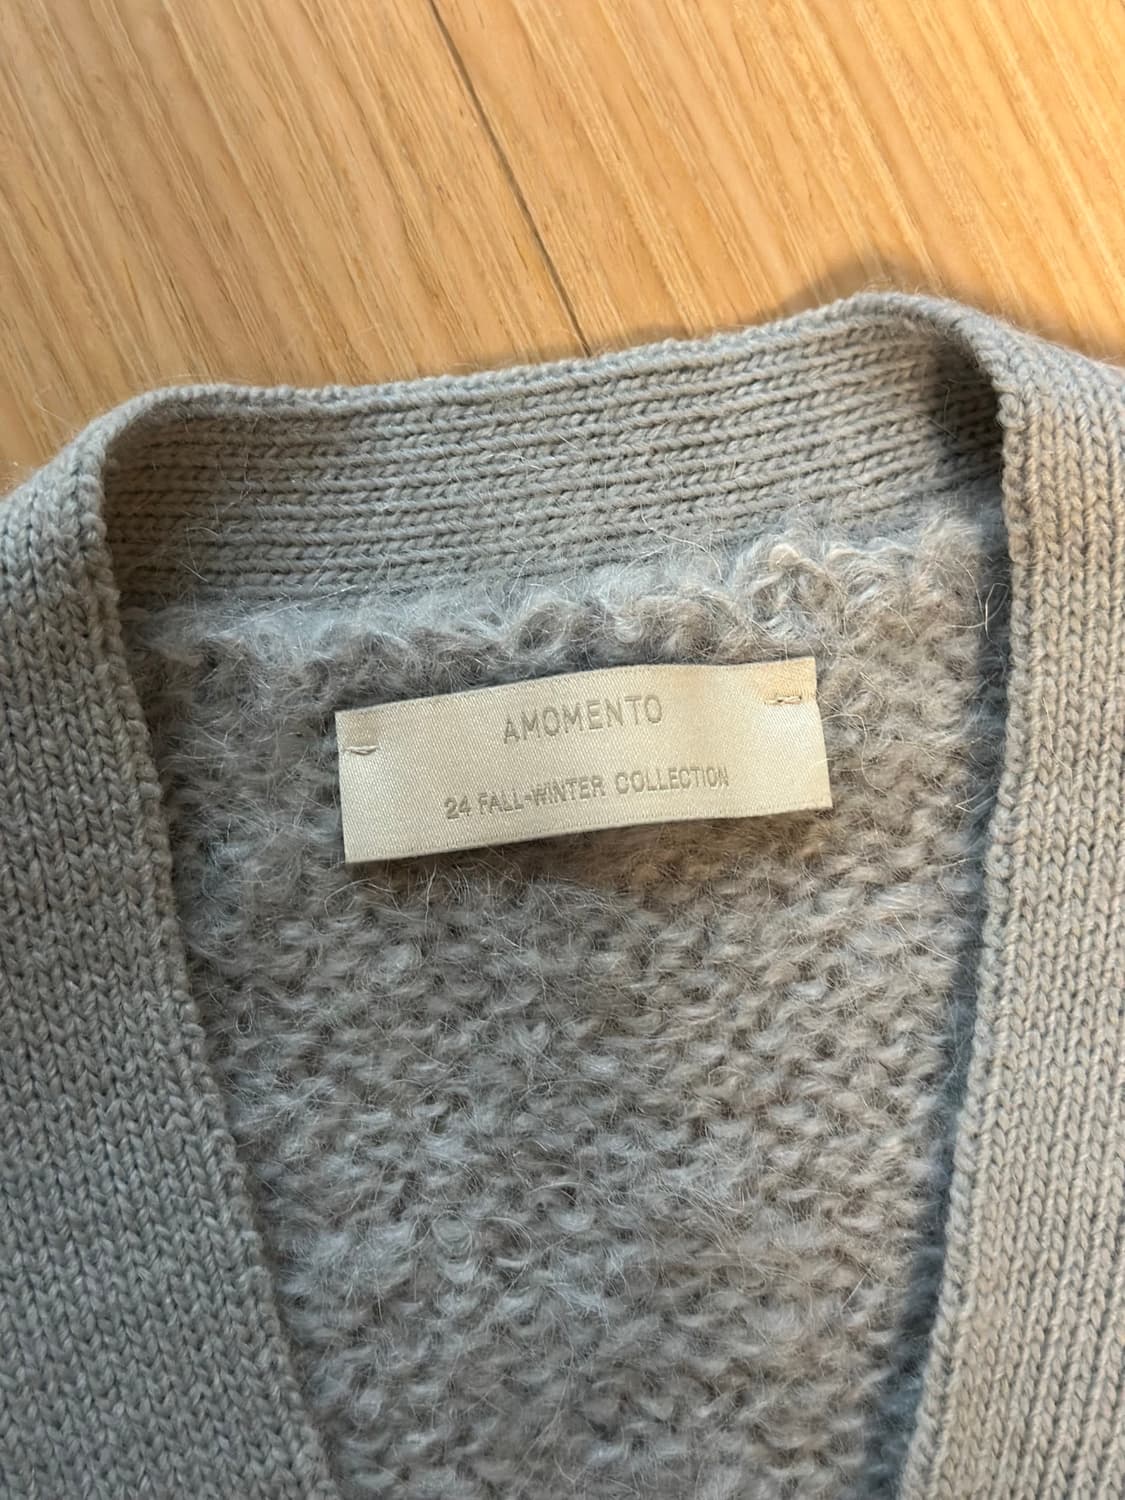 AMOMENTO
24 FALL-WINTER COLLECTION